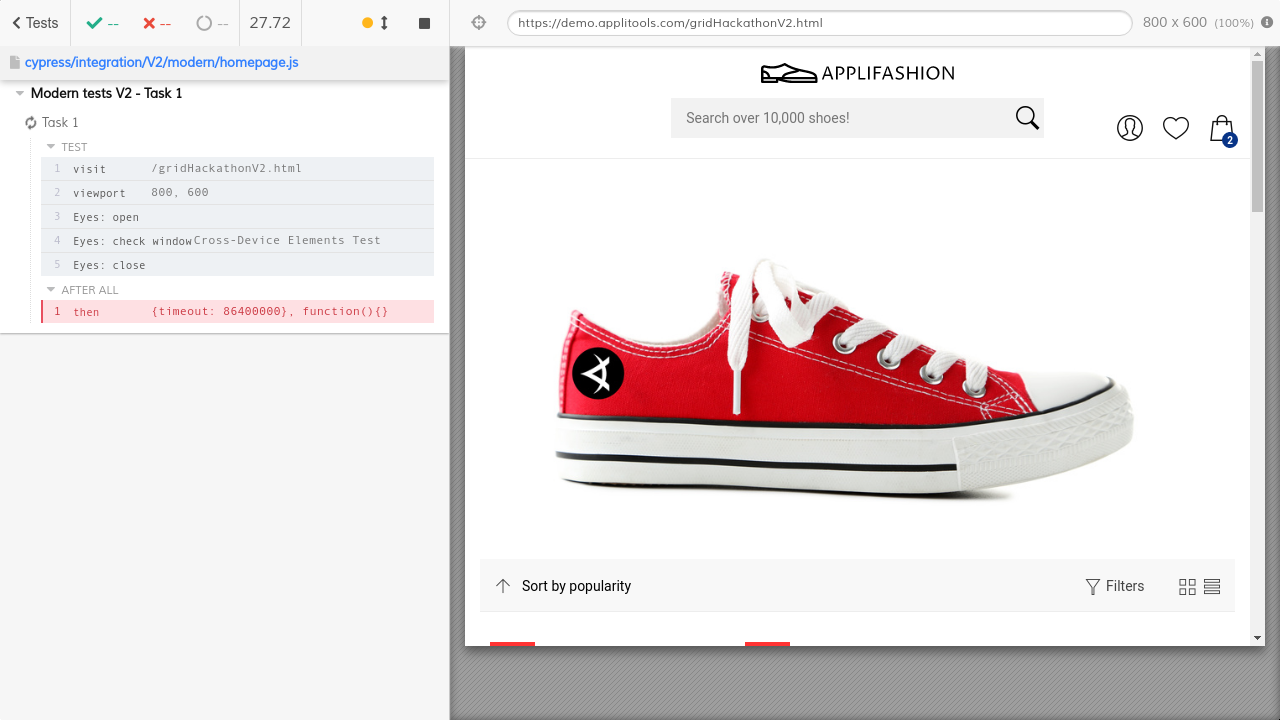 Tests -- -- -- 27.72
cypress/integration/V2/modern/homepage.js
Modern tests V2 - Task 1
Task 1
TEST
1 visit /gridHackathonV2.html
2 viewport 800, 600
3 Eyes: open
4 Eyes: check window Cross-Device Elements Test
5 Eyes: close
AFTER ALL
1 then {timeout: 86400000}, function(){}
https://demo.applitools.com/gridHackathonV2.html 800 x 600 (100%)
APPLIFASHION
Search over 10,000 shoes!
2
Sort by popularity Filters